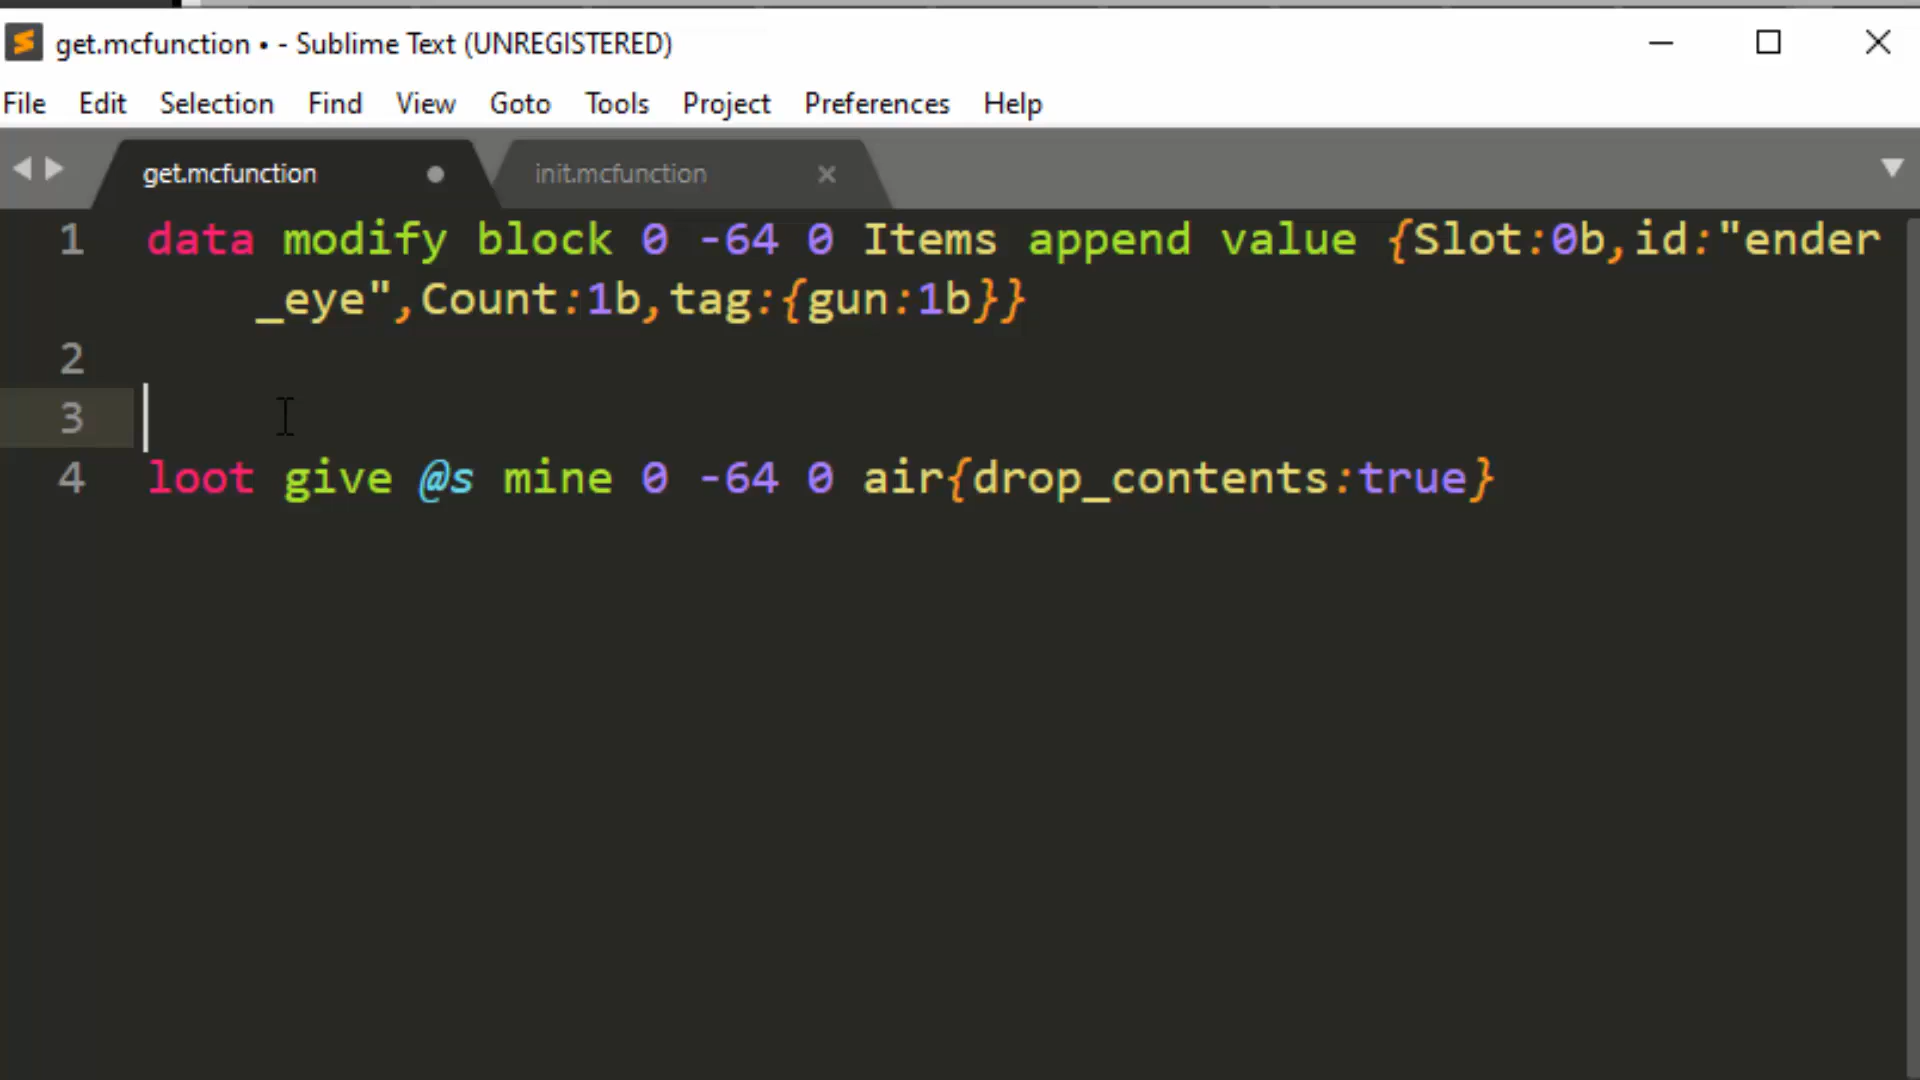 get.mcfunction • - Sublime Text (UNREGISTERED)
File Edit Selection Find View Goto Tools Project Preferences Help
get.mcfunction init.mcfunction
1 data modify block 0 -64 0 Items append value {Slot:0b,id:"ender
_eye",Count:1b,tag:{gun:1b}}
2
3
4 loot give @s mine 0 -64 0 air{drop_contents:true}